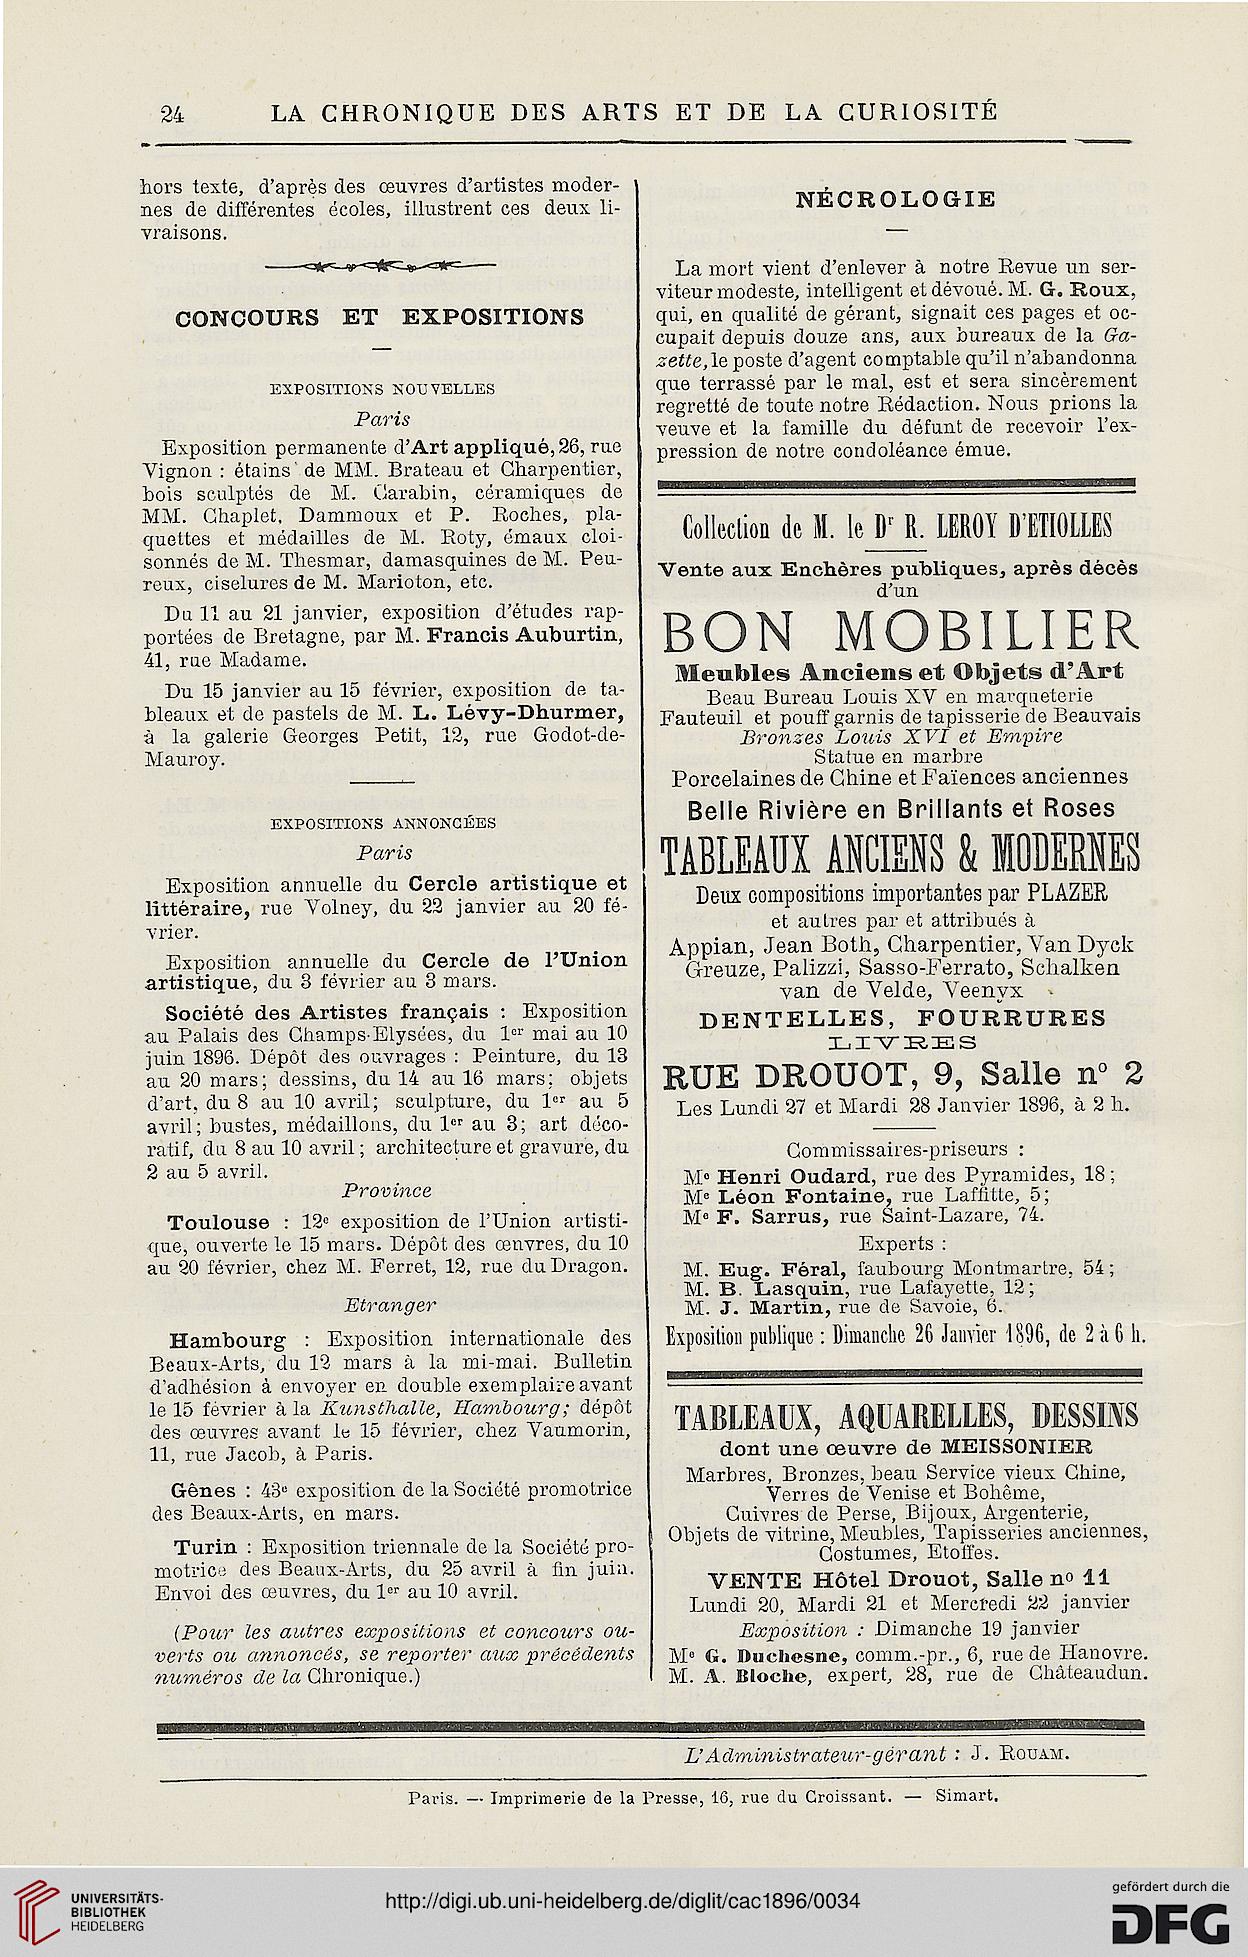 24 LA CHRONIQUE DES ARTS ET DE LA CURIOSITÉ
hors texte, d'après des œuvres d'artistes moder-
nes de différentes écoles, illustrent ces deux li-
vraisons.
CONCOURS ET EXPOSITIONS
EXPOSITIONS NOUVELLES
Paris
Exposition permanente d'Art appliqué, 26, rue
Vignon : étains de MM. Brateau et Charpentier,
bois sculptés de M. Carabin, céramiques de
MM. Chaplet, Dammoux et P. Roches, pla-
quettes et médailles de M. Roty, émaux cloi-
sonnés de M. Thesmar, damasquines de M. Peu-
reux, ciselures de M. Marioton, etc.
Du 11 au 21 janvier, exposition d'études rap-
portées de Bretagne, par M. Francis Auburtin,
41, rue Madame.
Du 15 janvier au 15 février, exposition de ta-
bleaux et de pastels de M. L. Lévy-Dhurmer,
à la galerie Georges Petit, 12, rue Godot-de-
Mauroy.
EXPOSITIONS ANNONCÉES
Paris
Exposition annuelle du Cercle artistique et
littéraire, rue Volney, du 22 janvier au 20 fé-
vrier.
Exposition annuelle du Cercle de l'Union
artistique, du 3 février au 3 mars.
Société des Artistes français : Exposition
au Palais des Champs-Elysées, du 1er mai au 10
juin 1896. Dépôt des ouvrages : Peinture, du 13
au 20 mars; dessins, du 14 au 16 mars; objets
d'art, du 8 au 10 avril; sculpture, du 1er au 5
avril; bustes, médaillons, du 1er au 3; art déco-
ratif, du 8 au 10 avril; architecture et gravure, du
2 au 5 avril.
Province
Toulouse : 12e exposition de l'Union artisti-
que, ouverte le 15 mars. Dépôt des œnvres, du 10
au 20 février, chez M. Ferret, 12, rue du Dragon.
Etranger
Hambourg : Exposition internationale des
Beaux-Arts, du 12 mars à la mi-mai. Bulletin
d'adhésion à envoyer en double exemplaire avant
le 15 février à la Kunsthalle, Hambourg; dépôt
des œuvres avant le 15 février, chez Vaumorin,
11, rue Jacob, à Paris.
Gênes : 43e exposition de la Société promotrice
des Beaux-Arts, en mars.
Turin : Exposition triennale de la Société pro-
motrice des Beaux-Arts, du 25 avril à fin juin.
Envoi des œuvres, du 1er au 10 avril.
(Pour les autres expositions et concours ou-
verts ou annoncés, se reporter aux précédents
numéros de la Chronique.)
NÉCROLOGIE
La mort vient d'enlever à notre Revue un ser-
viteur modeste, intelligent et dévoué. M. G. Roux,
qui, en qualité de gérant, signait ces pages et oc-
cupait depuis douze ans, aux bureaux de la Ga-
zette, le poste d'agent comptable qu'il n'abandonna
que terrassé par le mal, est et sera sincèrement
regretté de toute notre Rédaction. Nous prions la
veuve et la famille du défunt de recevoir l'ex-
pression de notre condoléance émue.
Collection de M. le Dr R. LEROY D'ETIOLLES
Vente aux Enchères publiques, après décès
d'un
BON MOBILIER
Meubles Anciens et Objets d'Art
Beau Bureau Louis XV en marqueterie
Fauteuil et pouff garnis de tapisserie de Beauvais
Bronzes Louis XVI et Empire
Statue en marbre
Porcelaines de Chine et Faïences anciennes
Belle Rivière en Brillants et Roses
TABLEAUX ANCIENS & MODERNES
Deux compositions importantes par PLAZER
et autres par et attribués à
Appian, Jean Both, Charpentier, Van Dyck
Greuze, Palizzi, Sasso-Ferrato, Schalken
van de Velde, Veenyx
DENTELLES, FOURRURES
LIVRES
RUE DROUOT, 9, Salle n° 2
Les Lundi 27 et Mardi 28 Janvier 1896, à 2 h.
Commissaires-priseurs :
Me Henri Oudard, rue des Pyramides, 18;
Me Léon Fontaine, rue Laffitte, 5;
Me F. Sarrus, rue Saint-Lazare, 74.
Experts :
M. Eug. Féral, faubourg Montmartre, 54;
M. B. Lasquin, rue Lafayette, 12;
M. J. Martin, rue de Savoie, 6.
Exposition publique : Dimanche 26 Janvier 1896, de 2 à 6 h.
TABLEAUX, AQUARELLES, DESSINS
dont une œuvre de MEISSONIER
Marbres, Bronzes, beau Service vieux Chine,
Verres de Venise et Bohême,
Cuivres de Perse, Bijoux, Argenterie,
Objets de vitrine, Meubles, Tapisseries anciennes,
Costumes, Etoffes.
VENTE Hôtel Drouot, Salle no 11
Lundi 20, Mardi 21 et Mercredi 22 janvier
Exposition : Dimanche 19 janvier
Me G. Duchesne, comm.-pr., 6, rue de Hanovre.
M. A. Bloche, expert, 28, rue de Châteaudun.
L'Administrateur-gérant : J. ROUAM.
Paris. — Imprimerie de la Presse, 16, rue du Croissant. — Simart.
UNIVERSITÄTS-
BIBLIOTHEK
HEIDELBERG
http://digi.ub.uni-heidelberg.de/diglit/cac1896/0034
gefördert durch die
DFG